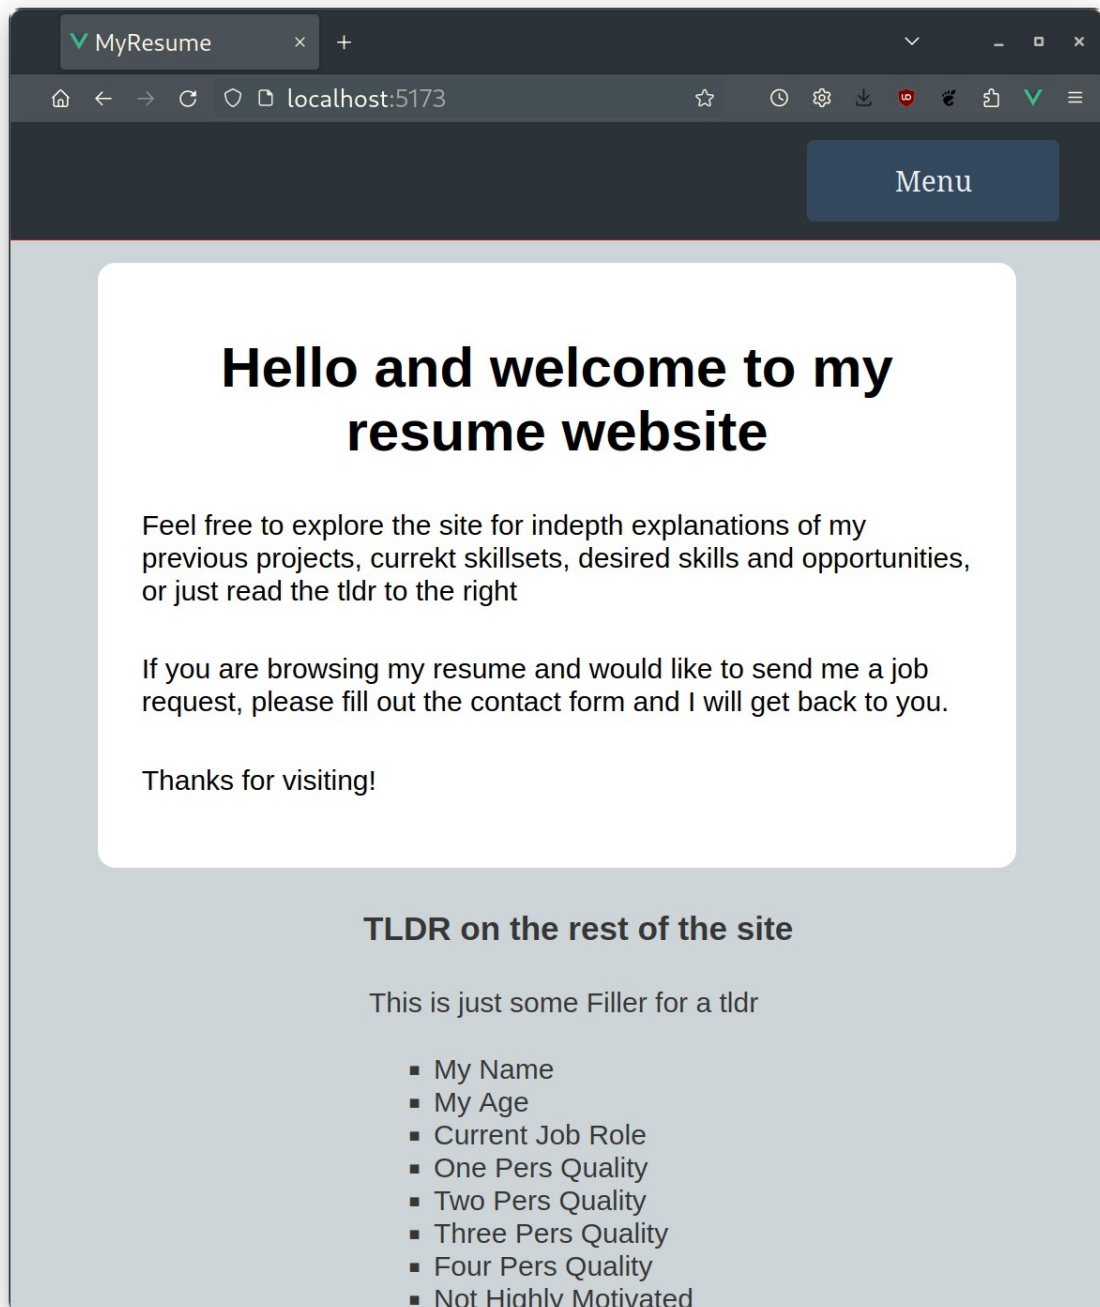 MyResume
localhost:5173
Menu
Hello and welcome to my
resume website
Feel free to explore the site for indepth explanations of my
previous projects, currekt skillsets, desired skills and opportunities,
or just read the tldr to the right
If you are browsing my resume and would like to send me a job
request, please fill out the contact form and I will get back to you.
Thanks for visiting!
TLDR on the rest of the site
This is just some Filler for a tldr
My Name
My Age
Current Job Role
One Pers Quality
Two Pers Quality
Three Pers Quality
Four Pers Quality
Not Highly Motivated